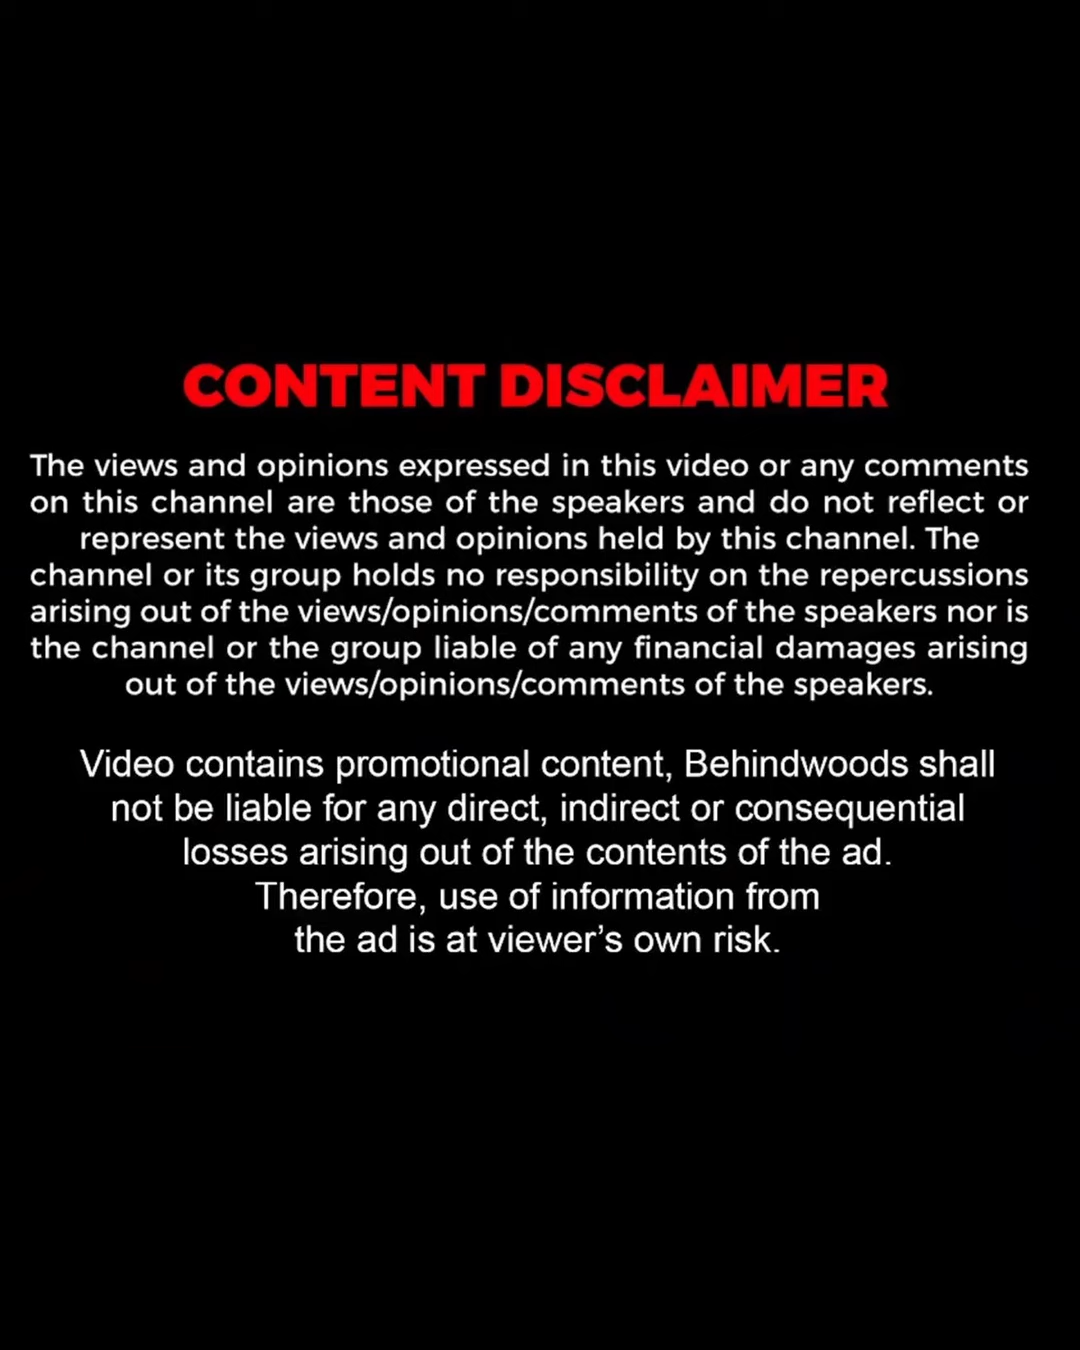 CONTENT DISCLAIMER
The views and opinions expressed in this video or any comments
on this channel are those of the speakers and do not reflect or
represent the views and opinions held by this channel. The
channel or its group holds no responsibility on the repercussions
arising out of the views/opinions/comments of the speakers nor is
the channel or the group liable of any financial damages arising
out of the views/opinions/comments of the speakers.
Video contains promotional content, Behindwoods shall
not be liable for any direct, indirect or consequential
losses arising out of the contents of the ad.
Therefore, use of information from
the ad is at viewer’s own risk.